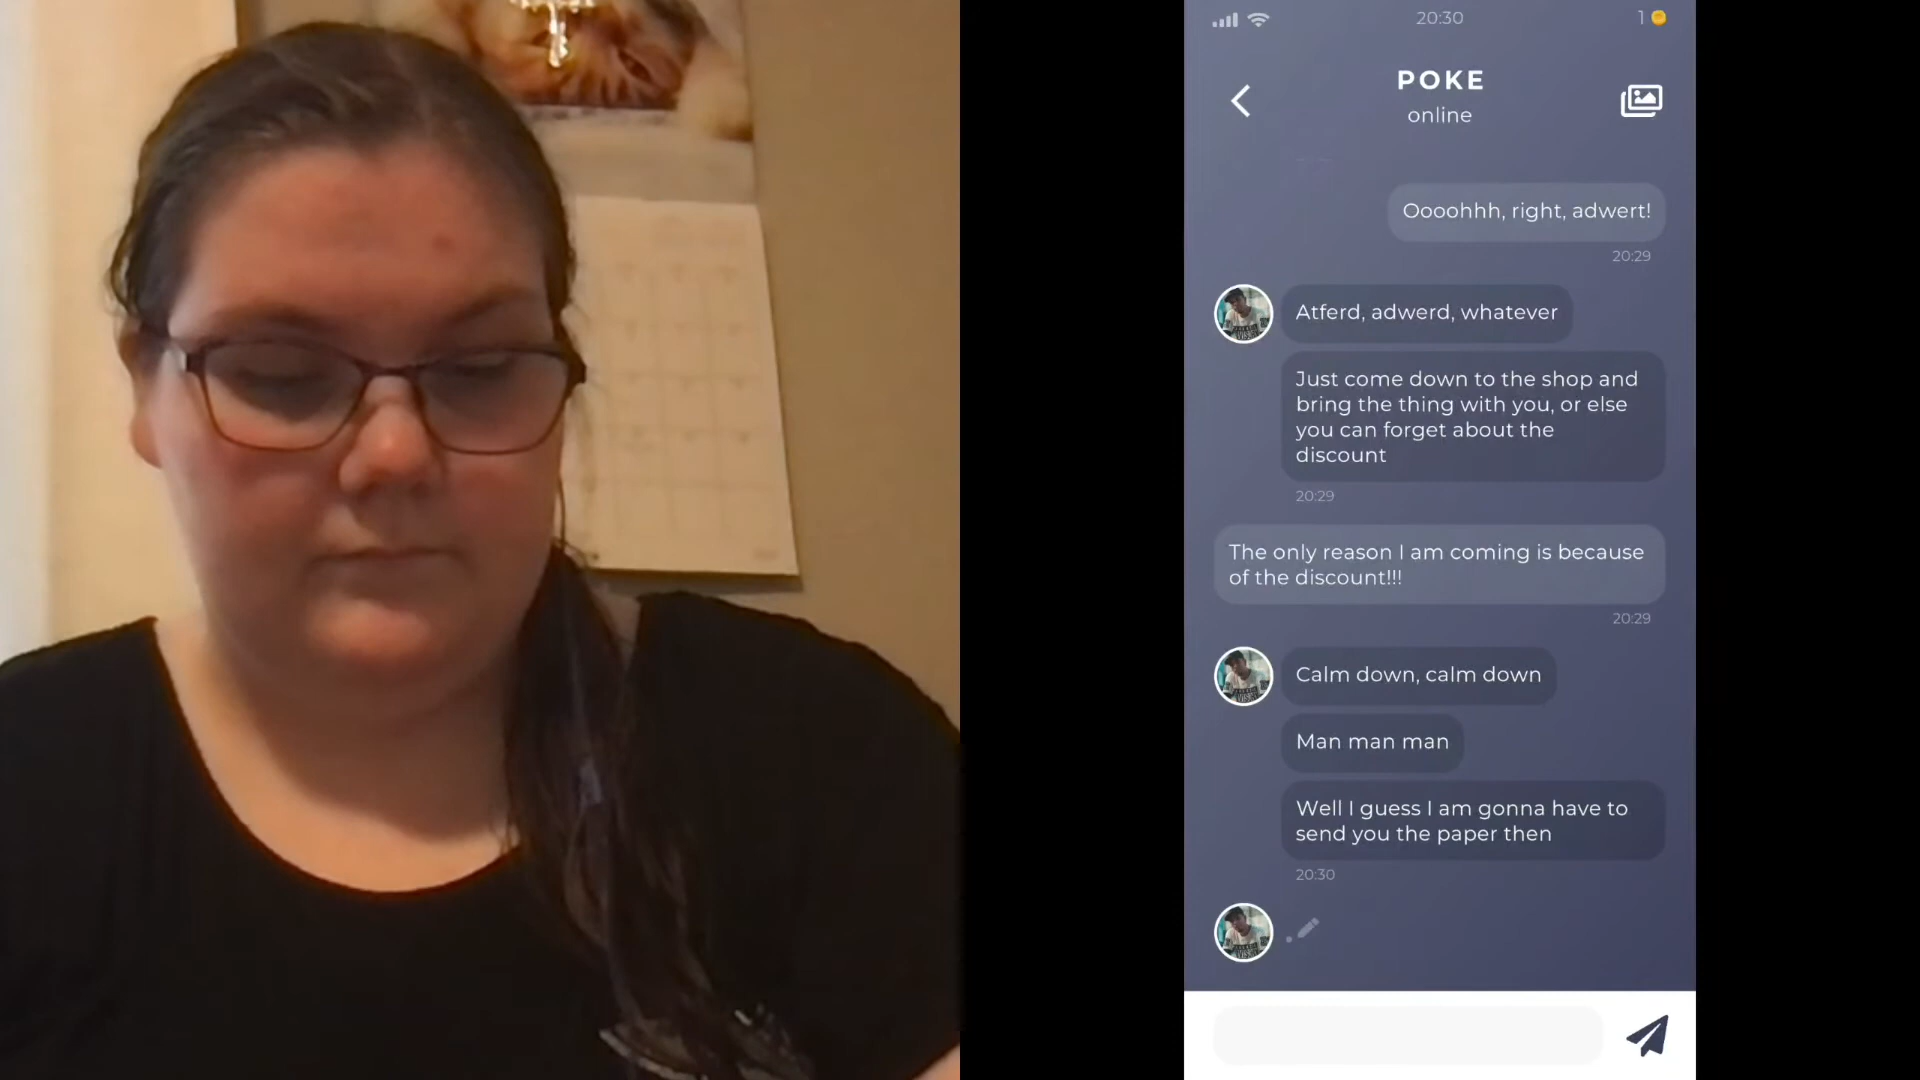 20:30
1
POKE
online
Oooohhh, right, adwert!
20:29
Atferd, adwerd, whatever
Just come down to the shop and
bring the thing with you, or else
you can forget about the
discount
20:29
The only reason I am coming is because
of the discount!!!
20:29
Calm down, calm down
Man man man
Well I guess I am gonna have to
send you the paper then
20:30